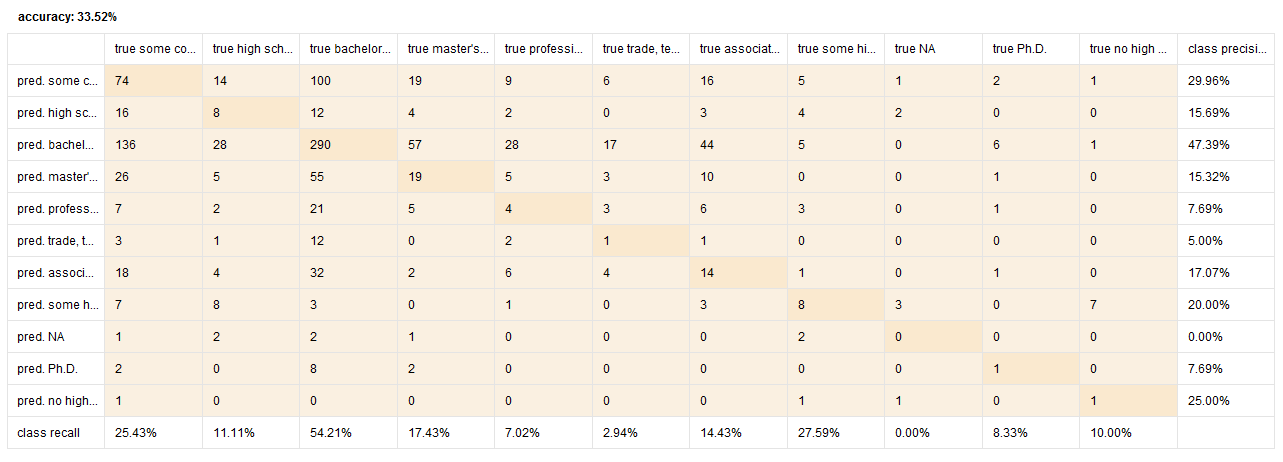 accuracy: 33.52%
true some co... true high sch... true bachelor... true master's... true professi... true trade, te... true associat... true some hi... true NA true Ph.D. true no high ... class precisi...
pred. some c... 74 14 100 19 9 6 16 5 1 2 1 29.96%
pred. high sc... 16 8 12 4 2 0 3 4 2 0 0 15.69%
pred. bachel... 136 28 290 57 28 17 44 5 0 6 1 47.39%
pred. master'... 26 5 55 19 5 3 10 0 0 1 0 15.32%
pred. profess... 7 2 21 5 4 3 6 3 0 1 0 7.69%
pred. trade, t... 3 1 12 0 2 1 1 0 0 0 0 5.00%
pred. associ... 18 4 32 2 6 4 14 1 0 1 0 17.07%
pred. some h... 7 8 3 0 1 0 3 8 3 0 7 20.00%
pred. NA 1 2 2 1 0 0 0 2 0 0 0 0.00%
pred. Ph.D. 2 0 8 2 0 0 0 0 0 1 0 7.69%
pred. no high... 1 0 0 0 0 0 0 1 1 0 1 25.00%
class recall 25.43% 11.11% 54.21% 17.43% 7.02% 2.94% 14.43% 27.59% 0.00% 8.33% 10.00%